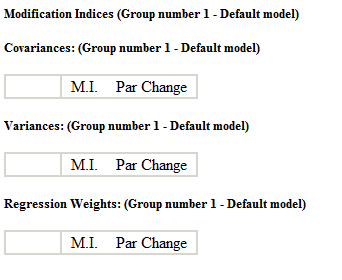 Modification Indices (Group number 1 - Default model)
Covariances: (Group number 1 - Default model)
M.I. Par Change
Variances: (Group number 1 - Default model)
M.I. Par Change
Regression Weights: (Group number 1 - Default model)
M.I. Par Change